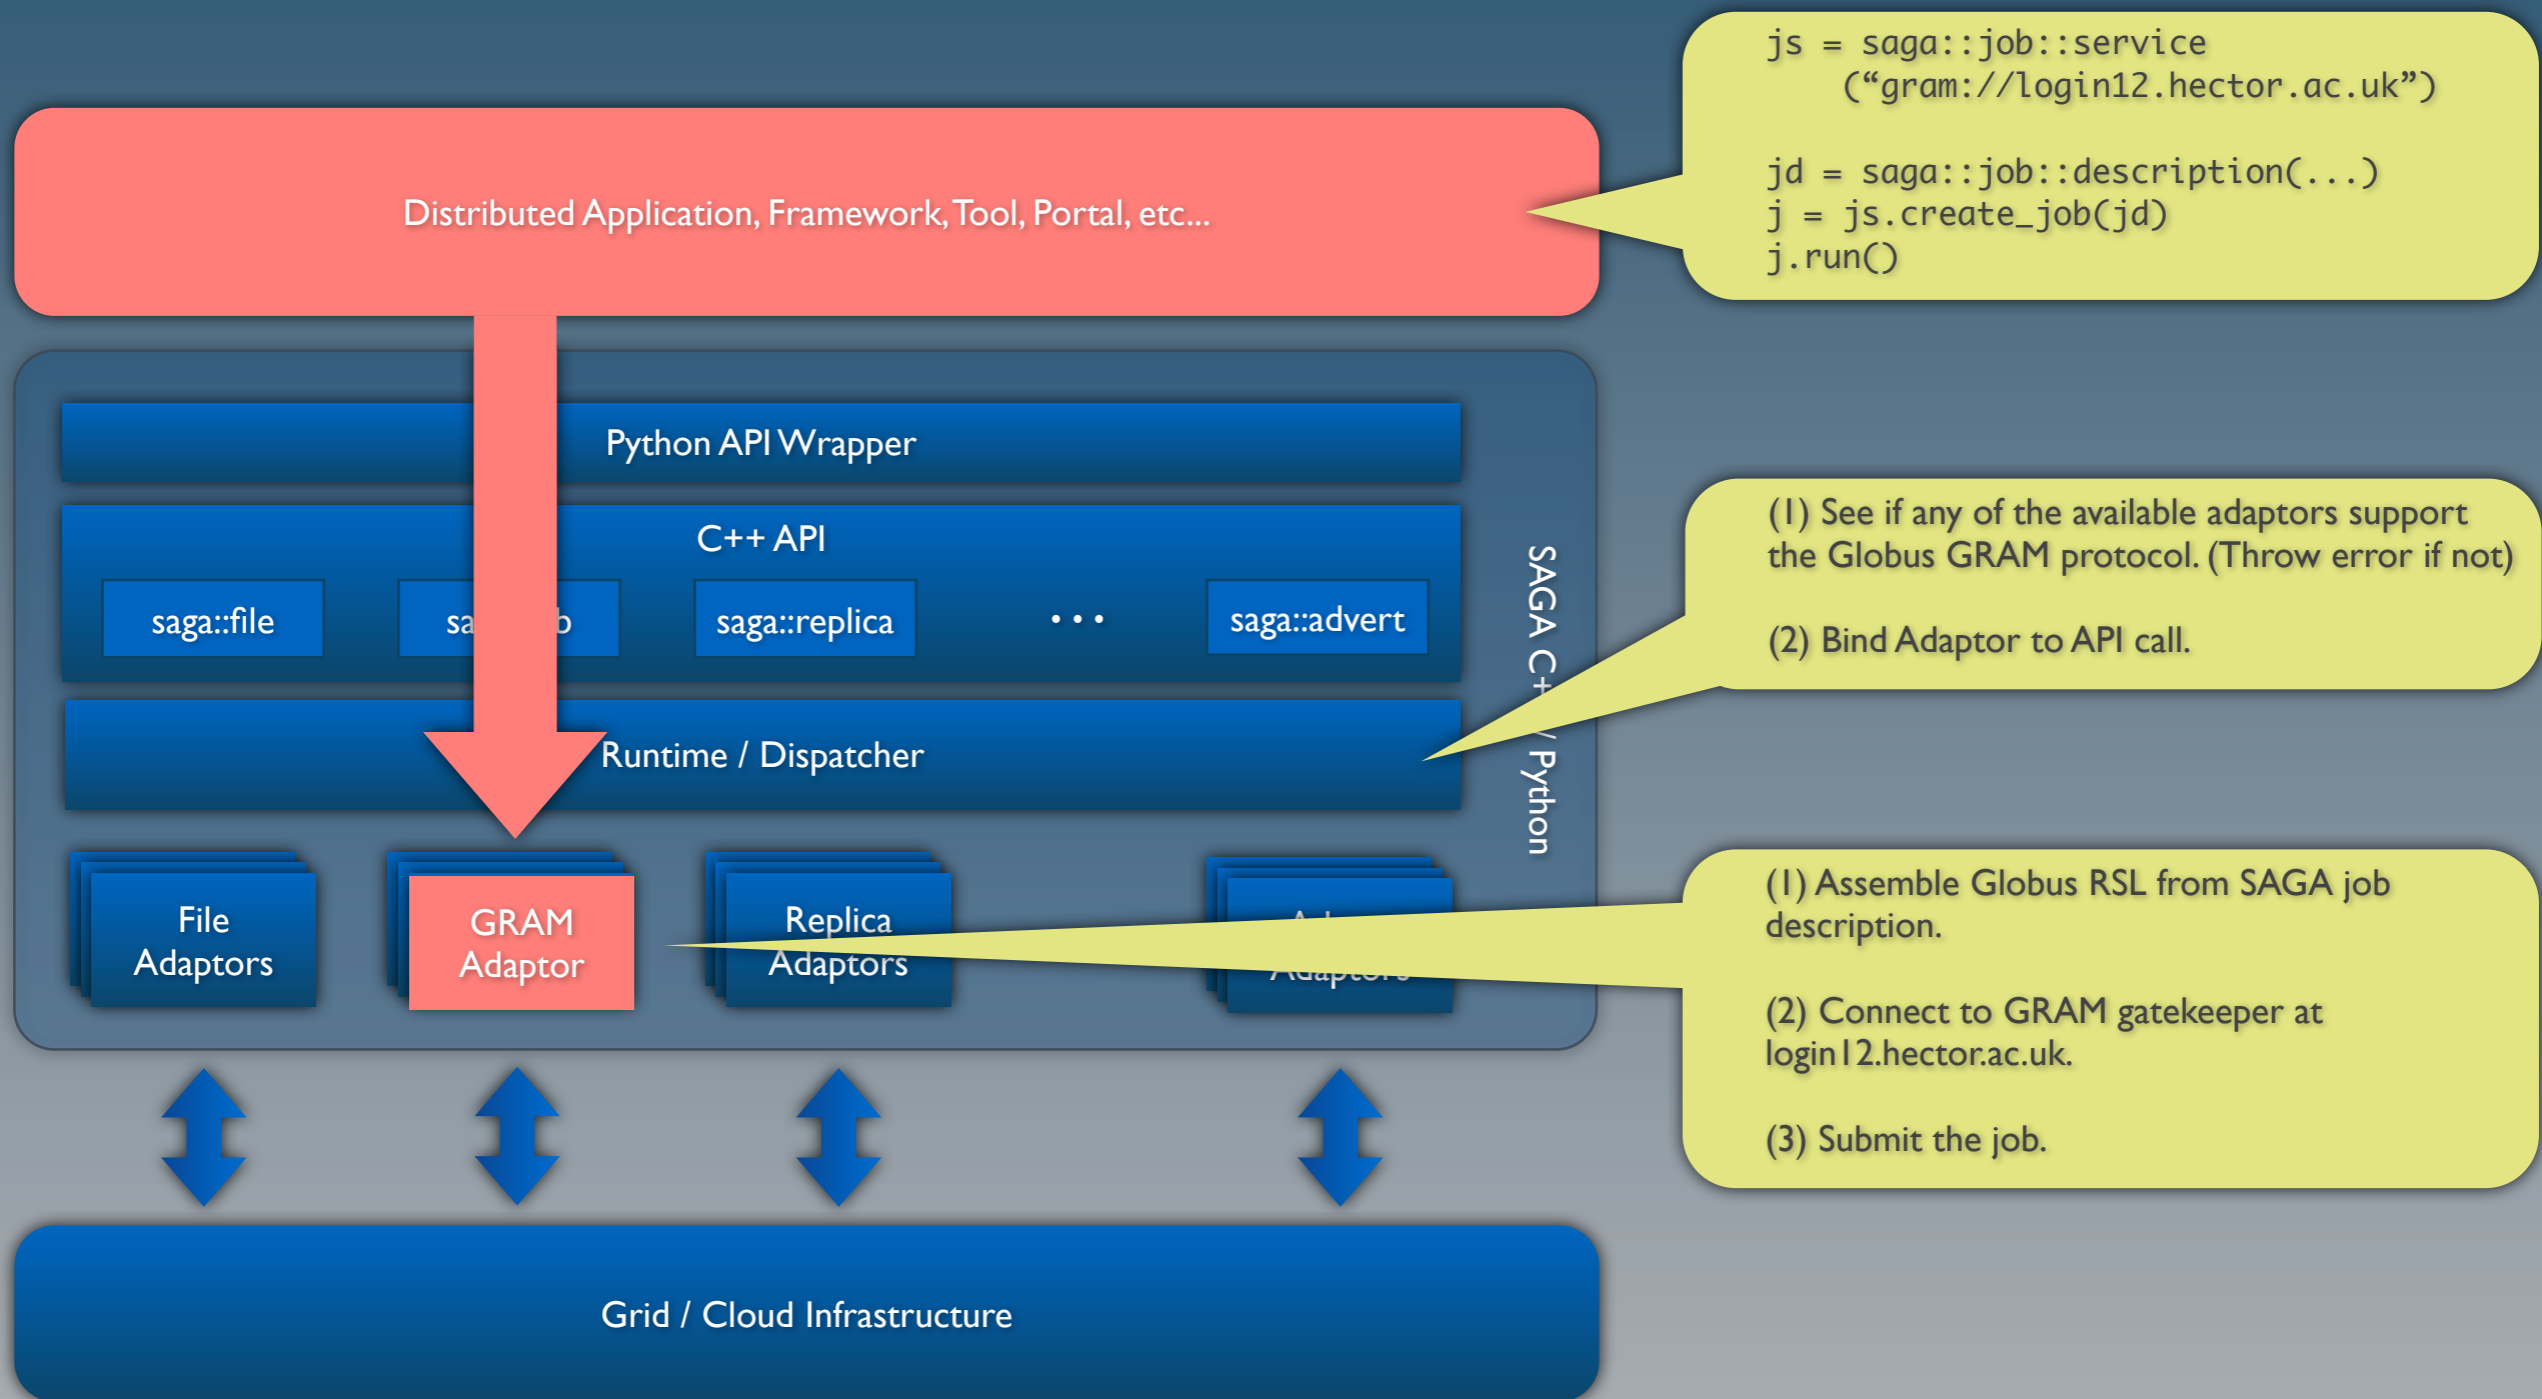 js = saga::job::service
(“gram://login12.hector.ac.uk”)
jd = saga::job::description(...)
j = js.create_job(jd)
j.run()
Distributed Application, Framework, Tool, Portal, etc...
Python API Wrapper
C++ API
saga::file
saga::replica
...
saga::advert
Runtime / Dispatcher
SAGA / Python
(1) See if any of the available adaptors support
the Globus GRAM protocol. (Throw error if not)
(2) Bind Adaptor to API call.
File
Adaptors
GRAM
Adaptor
Replica
Adaptors
Adaptors
(1) Assemble Globus RSL from SAGA job
description.
(2) Connect to GRAM gatekeeper at
login12.hector.ac.uk.
(3) Submit the job.
Grid / Cloud Infrastructure